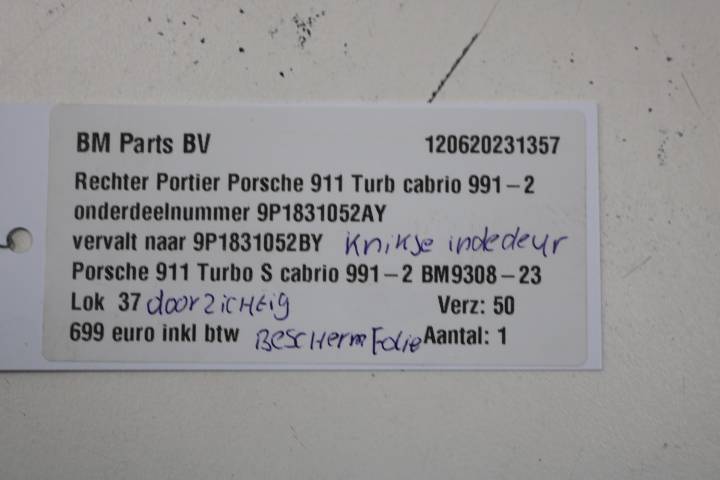 BM Parts BV 120620231357
Rechter Portier Porsche 911 Turb cabrio 991-2
onderdeelnummer 9P1831052AY
vervalt naar 9P1831052BY Knikje indedeur
Porsche 911 Turbo S cabrio 991-2 BM9308-23
Lok 37 doorzichtig Verz: 50
699 euro inkl btw Bescherm Folie Aantal: 1